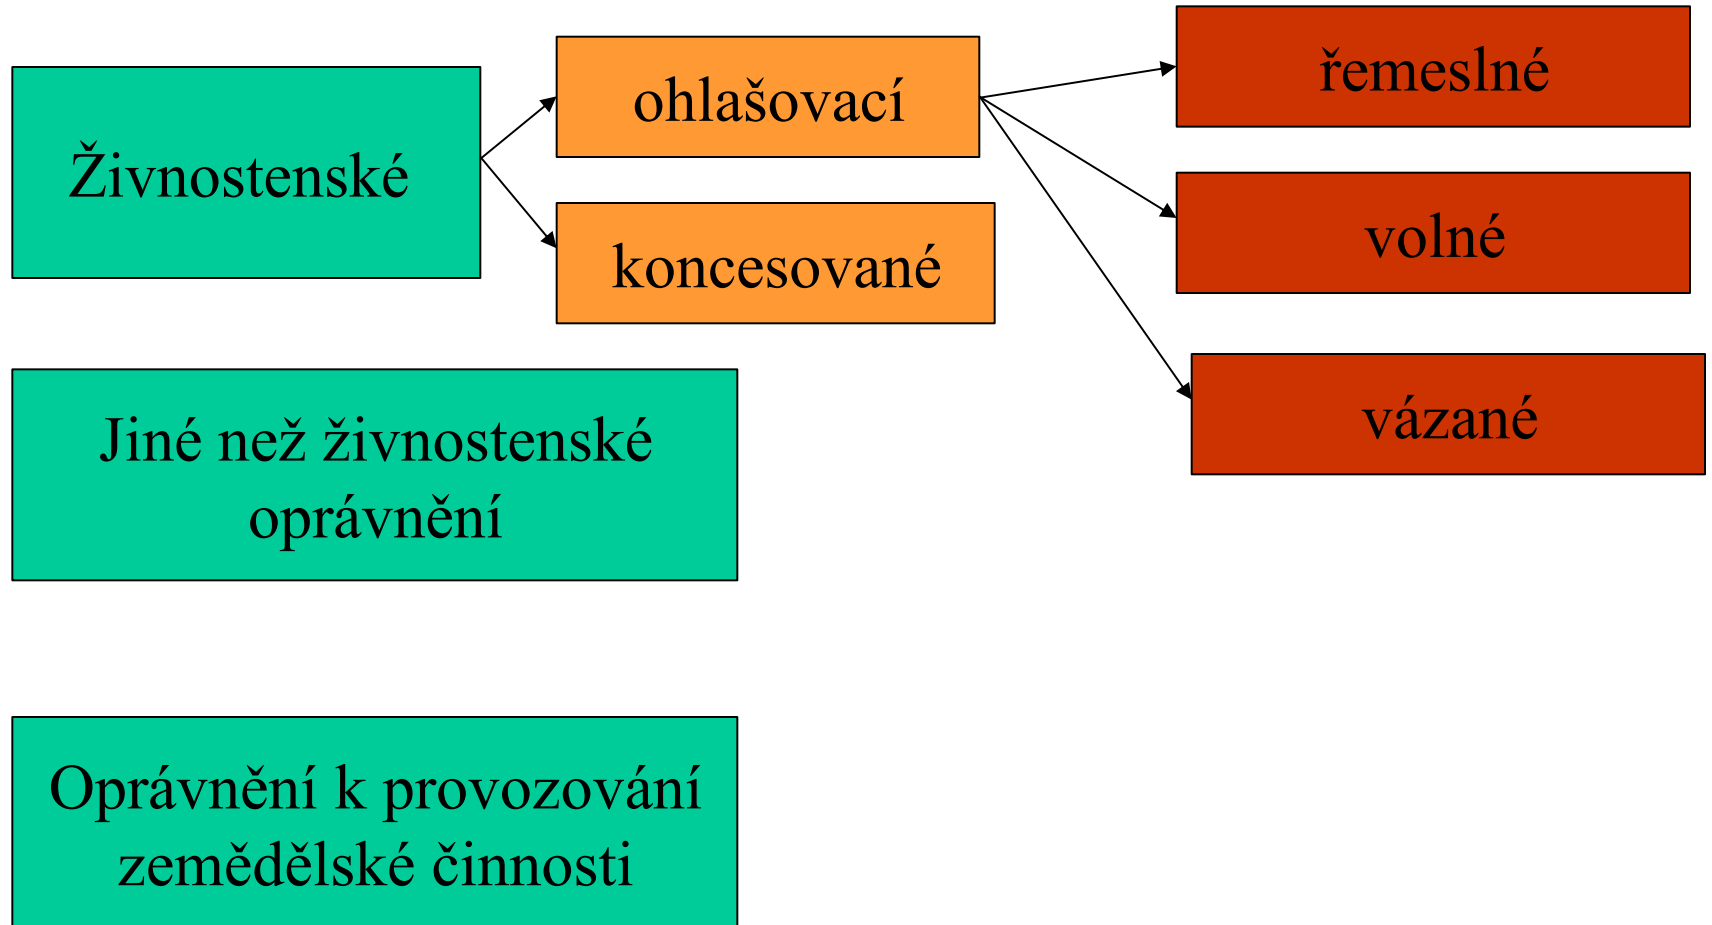 Živnostenské
ohlašovací
koncesované
řemeslné
volné
vázané
Jiné než živnostenské
oprávnění
Oprávnění k provozování
zemědělské činnosti